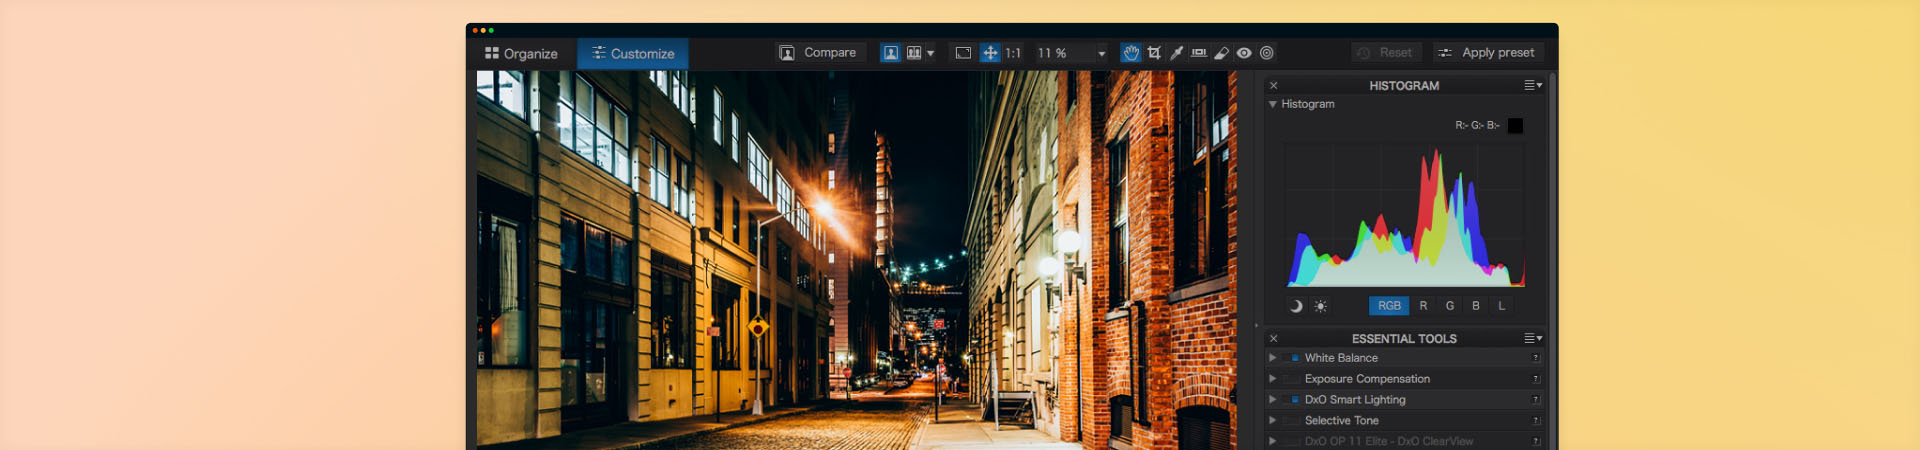 Organize
Customize
Compare
1:1
11 %
Reset
Apply preset
HISTOGRAM
Histogram
R:- G:- B:-
RGB R G B L
ESSENTIAL TOOLS
White Balance ?
Exposure Compensation ?
DxO Smart Lighting ?
Selective Tone ?
DxO OP 11 Elite - DxO ClearView ?